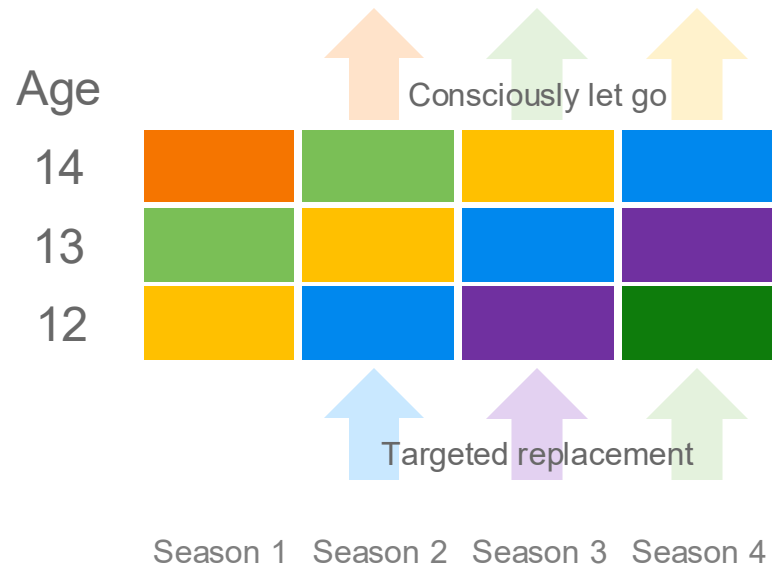 Age
Consciously let go
14
13
12
Targeted replacement
Season 1 Season 2 Season 3 Season 4